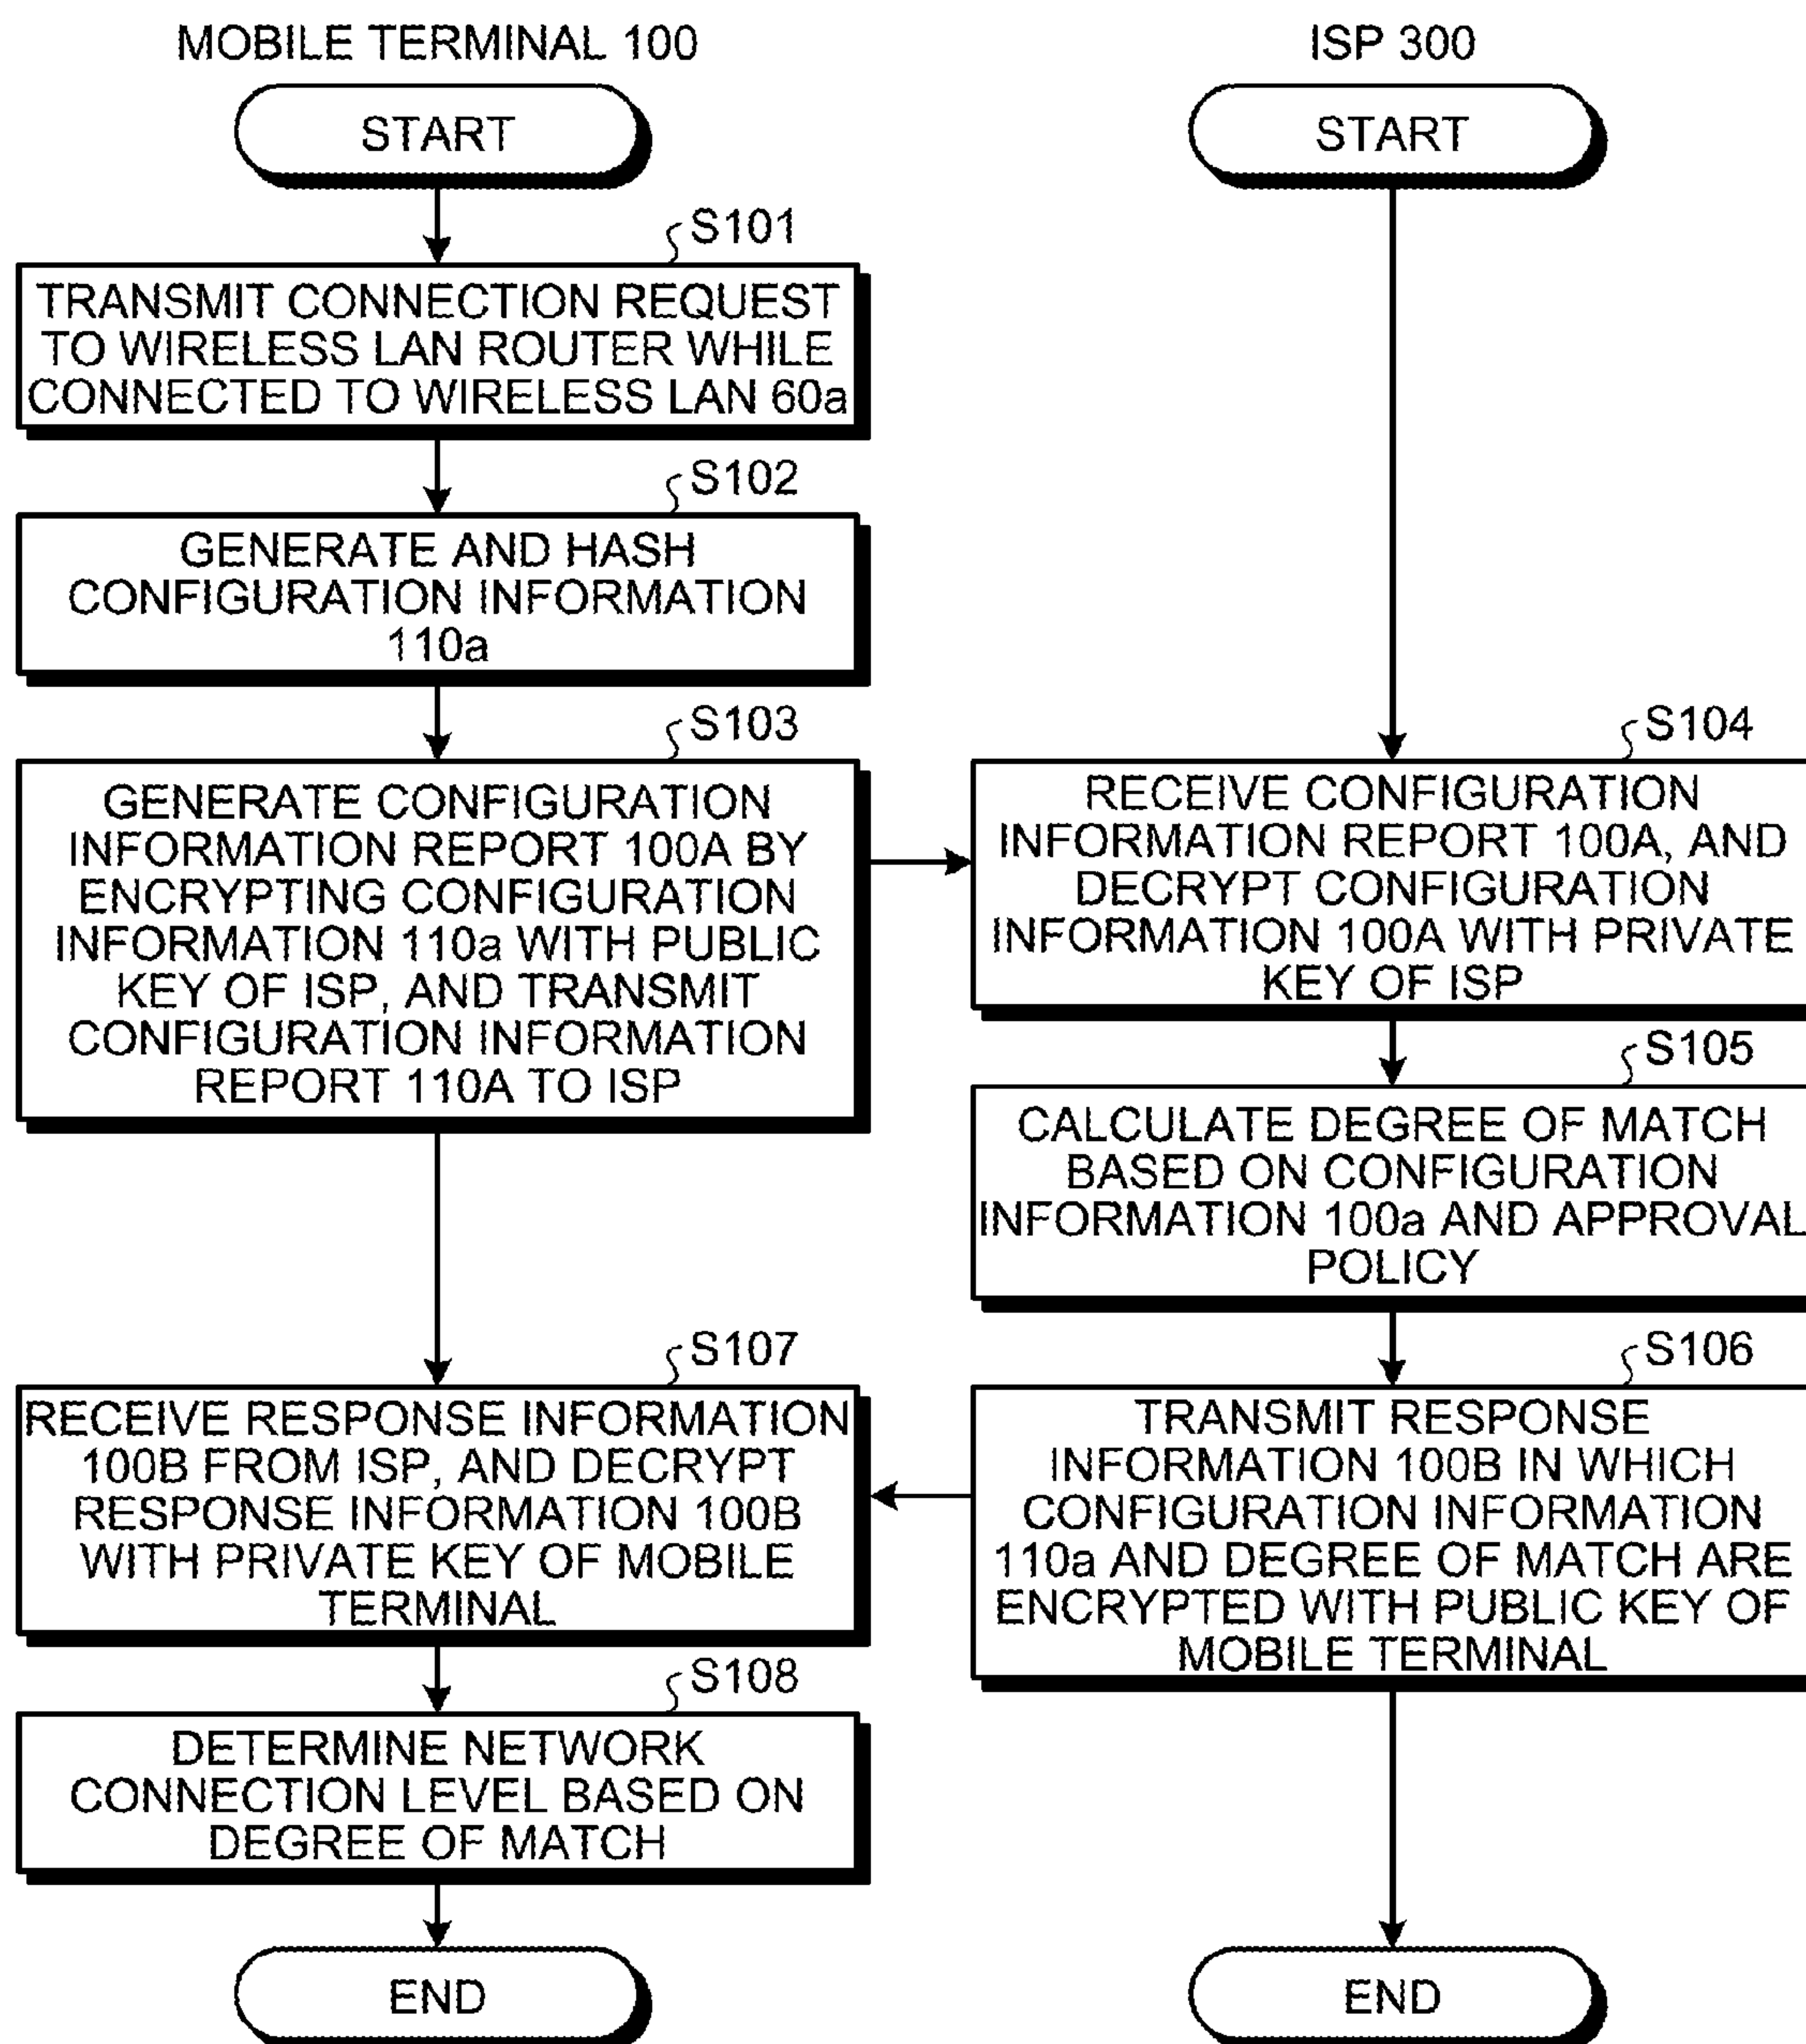 MOBILE TERMINAL 100
START
S101
TRANSMIT CONNECTION REQUEST
TO WIRELESS LAN ROUTER WHILE
CONNECTED TO WIRELESS LAN 60a
S102
GENERATE AND HASH
CONFIGURATION INFORMATION
110a
S103
GENERATE CONFIGURATION
INFORMATION REPORT 100A BY
ENCRYPTING CONFIGURATION
INFORMATION 110a WITH PUBLIC
KEY OF ISP, AND TRANSMIT
CONFIGURATION INFORMATION
REPORT 110A TO ISP
S107
RECEIVE RESPONSE INFORMATION
100B FROM ISP, AND DECRYPT
RESPONSE INFORMATION 100B
WITH PRIVATE KEY OF MOBILE
TERMINAL
S108
DETERMINE NETWORK
CONNECTION LEVEL BASED ON
DEGREE OF MATCH
END
ISP 300
START
S104
RECEIVE CONFIGURATION
INFORMATION REPORT 100A, AND
DECRYPT CONFIGURATION
INFORMATION 100A WITH PRIVATE
KEY OF ISP
S105
CALCULATE DEGREE OF MATCH
BASED ON CONFIGURATION
INFORMATION 100a AND APPROVAL
POLICY
S106
TRANSMIT RESPONSE
INFORMATION 100B IN WHICH
CONFIGURATION INFORMATION
110a AND DEGREE OF MATCH ARE
ENCRYPTED WITH PUBLIC KEY OF
MOBILE TERMINAL
END